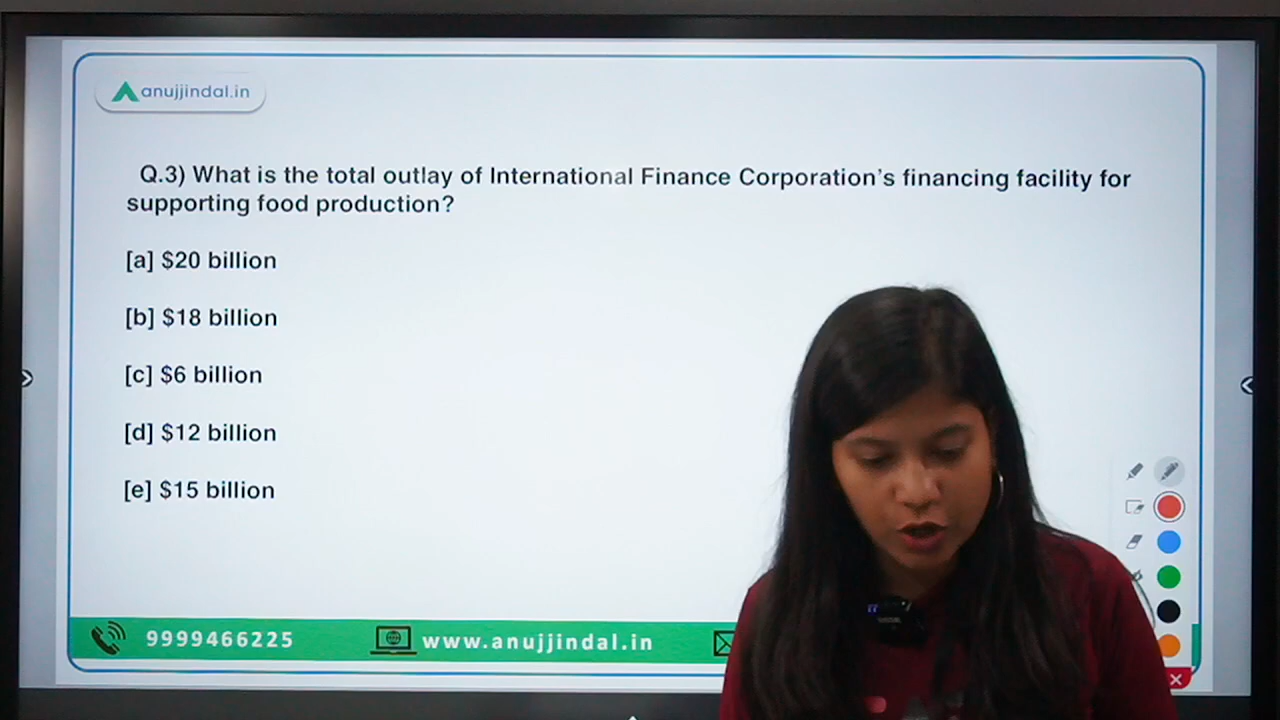 anujjindal.in
Q.3) What is the total outlay of International Finance Corporation's financing facility for
supporting food production?
[a] $20 billion
[b] $18 billion
[c] $6 billion
[d] $12 billion
[e] $15 billion
9999466225 www.anujjindal.in